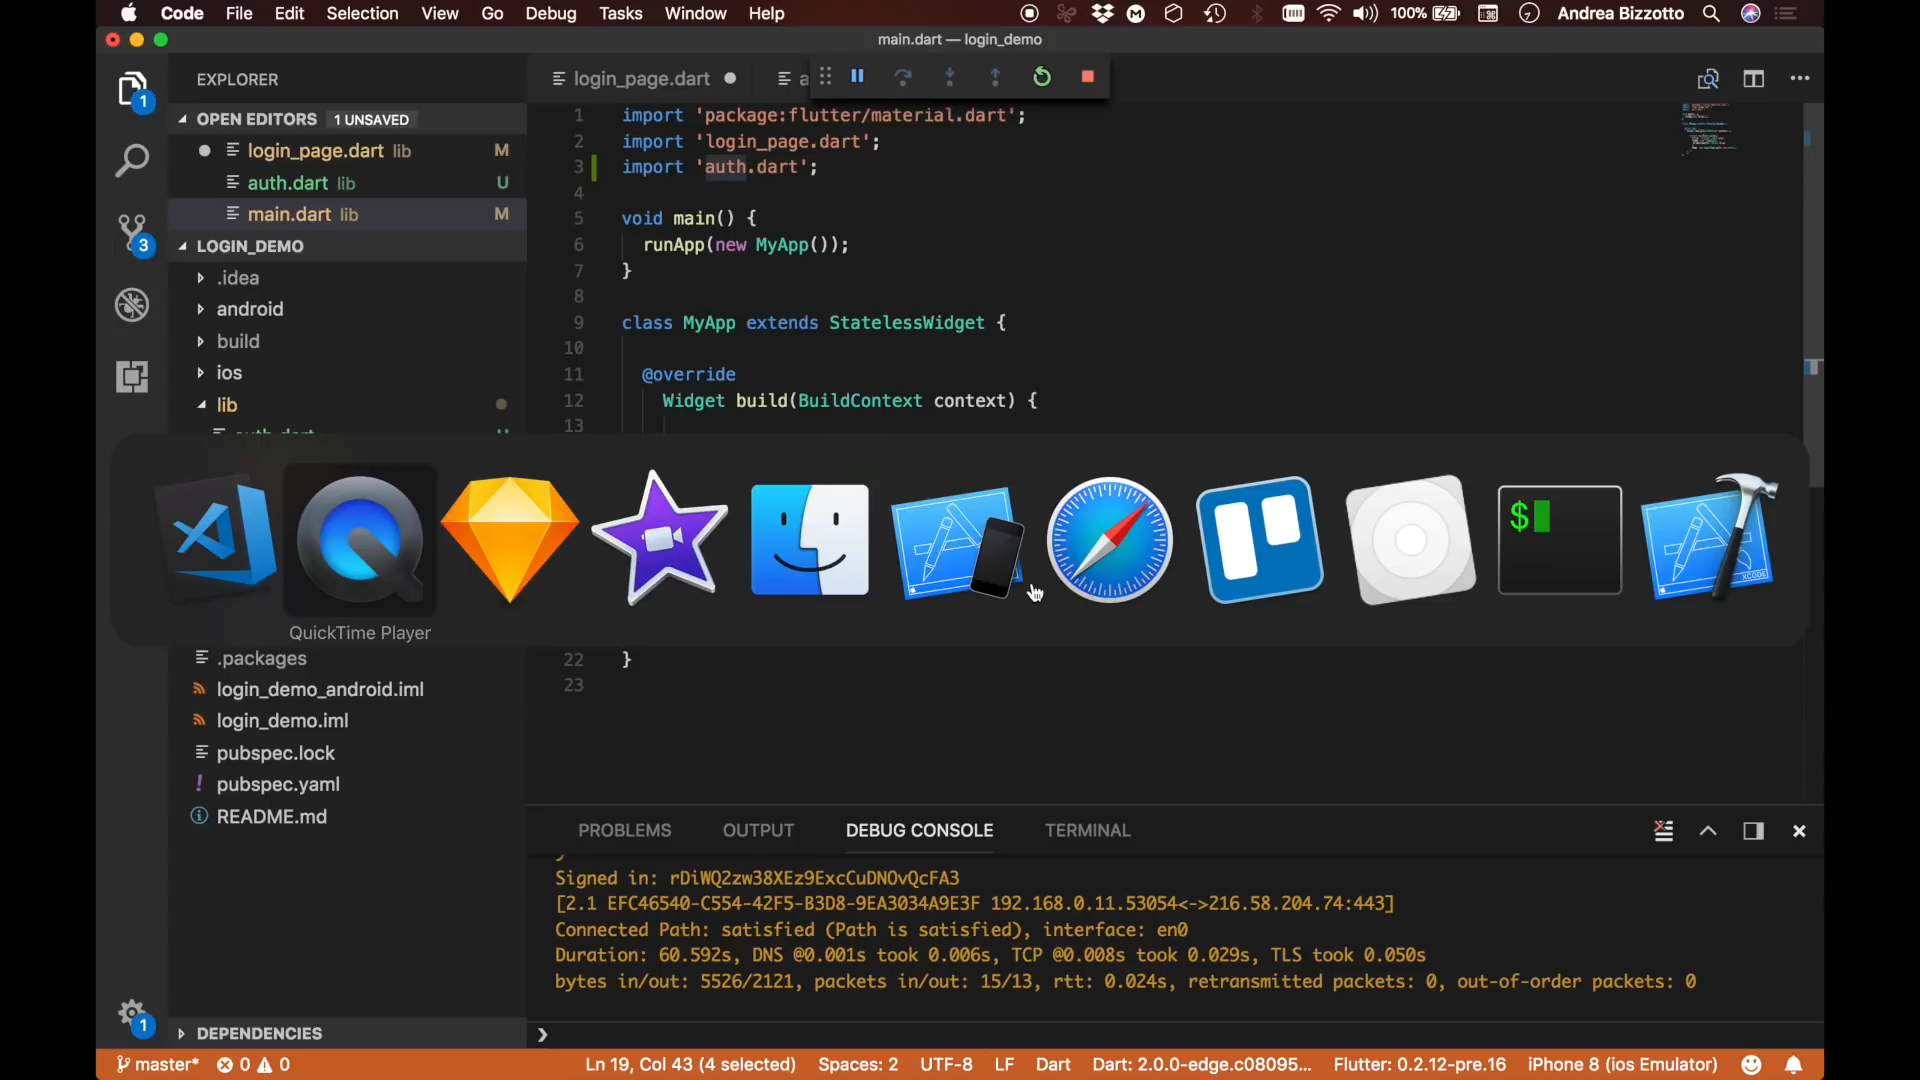 Code File Edit Selection View Go Debug Tasks Window Help 100% Andrea Bizzotto
main.dart — login_demo
EXPLORER
OPEN EDITORS 1 UNSAVED
login_page.dart lib M
auth.dart lib U
main.dart lib M
LOGIN_DEMO
.idea
android
build
ios
lib
auth.dart U
.packages
login_demo_android.iml
login_demo.iml
pubspec.lock
pubspec.yaml
README.md
DEPENDENCIES
1
3
1
login_page.dart
a
1 import 'package:flutter/material.dart';
2 import 'login_page.dart';
3 import 'auth.dart';
4
5 void main() {
6 runApp(new MyApp());
7 }
8
9 class MyApp extends StatelessWidget {
10
11 @override
12 Widget build(BuildContext context) {
13
22 }
23
$
XCODE
QuickTime Player
PROBLEMS OUTPUT DEBUG CONSOLE TERMINAL
Signed in: rDiWQ2zw38XEz9ExcCuDNOvQcFA3
[2.1 EFC46540-C554-42F5-B3D8-9EA3034A9E3F 192.168.0.11.53054<->216.58.204.74:443]
Connected Path: satisfied (Path is satisfied), interface: en0
Duration: 60.592s, DNS @0.001s took 0.006s, TCP @0.008s took 0.029s, TLS took 0.050s
bytes in/out: 5526/2121, packets in/out: 15/13, rtt: 0.024s, retransmitted packets: 0, out-of-order packets: 0
master* 0 0 Ln 19, Col 43 (4 selected) Spaces: 2 UTF-8 LF Dart Dart: 2.0.0-edge.c08095... Flutter: 0.2.12-pre.16 iPhone 8 (ios Emulator)